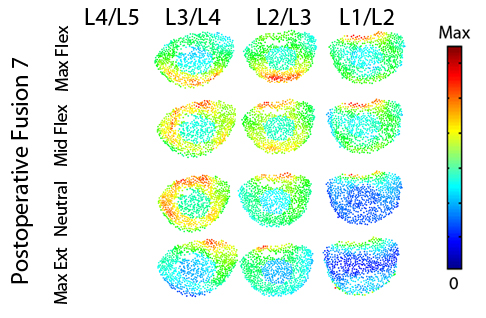 L4/L5 L3/L4 L2/L3 L1/L2
Max
Postoperative Fusion 7
Max Flex
Mid Flex
Neutral
Max Ext
0